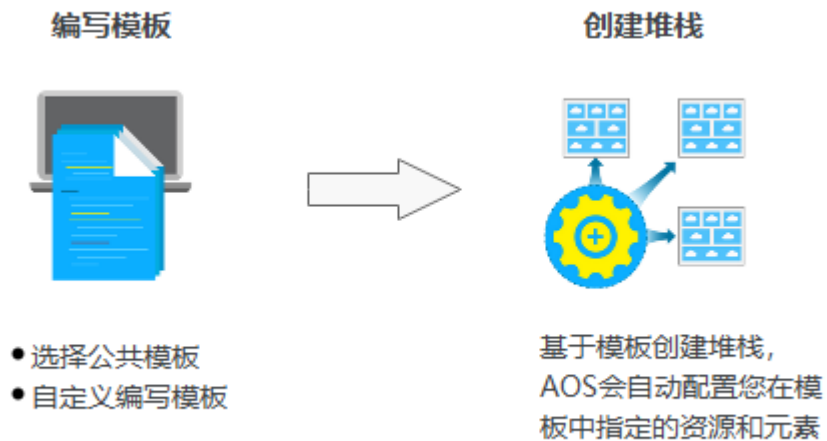 编写模板
创建堆栈
● 选择公共模板
● 自定义编写模板
基于模板创建堆栈，
AOS会自动配置您在模
板中指定的资源和元素